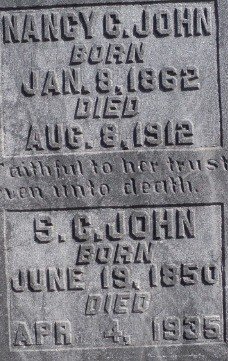 NANCY C. JOHN
BORN
JAN. 8, 1862
DIED
AUG. 8, 1912
aithful to her trust
ven unto death.
S. C. JOHN
BORN
JUNE 19, 1850
DIED
APR 4, 1935